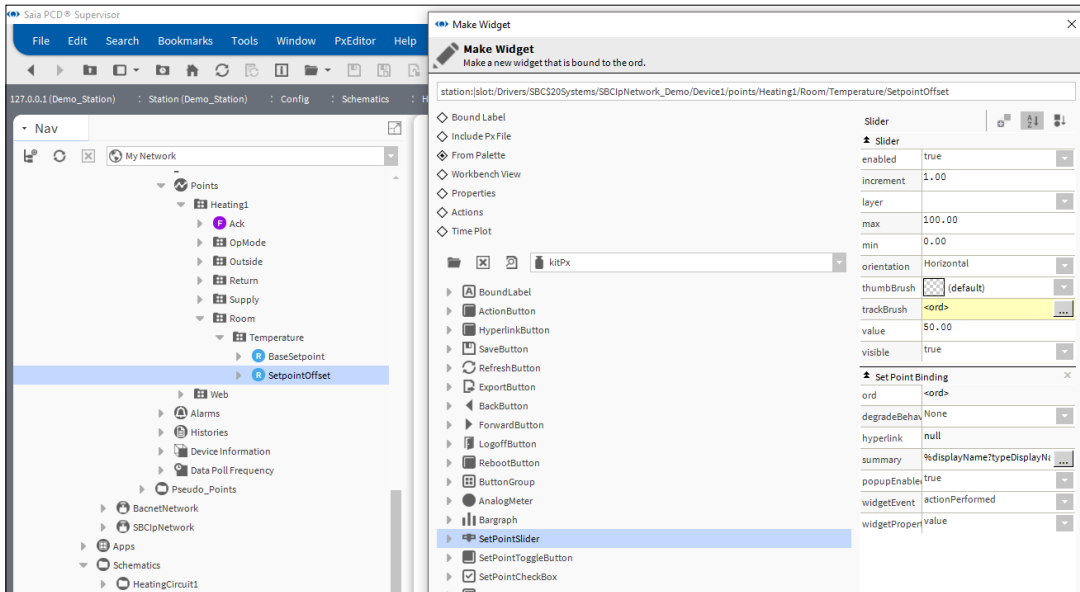 Saia PCD® Supervisor
File Edit Search Bookmarks Tools Window PxEditor Help
127.0.0.1 (Demo_Station) : Station (Demo_Station) : Config : Schematics : H
Nav
My Network
Points
Heating1
Ack
OpMode
Outside
Return
Supply
Room
Temperature
BaseSetpoint
SetpointOffset
Web
Alarms
Histories
Device Information
Data Poll Frequency
Pseudo_Points
BacnetNetwork
SBCIpNetwork
Apps
Schematics
HeatingCircuit1
Make Widget
Make Widget
Make a new widget that is bound to the ord.
station:|slot:/Drivers/SBCS20Systems/SBCIpNetwork_Demo/Device1/points/Heating1/Room/Temperature/SetpointOffset
Bound Label
Include Px File
From Palette
Workbench View
Properties
Actions
Time Plot
kitPx
BoundLabel
ActionButton
HyperlinkButton
SaveButton
RefreshButton
ExportButton
BackButton
ForwardButton
LogoffButton
RebootButton
ButtonGroup
AnalogMeter
Bargraph
SetPointSlider
SetPointToggleButton
SetPointCheckBox
Slider
Slider
enabled true
increment 1.00
layer
max 100.00
min 0.00
orientation Horizontal
thumbBrush (default)
trackBrush <ord>
value 50.00
visible true
Set Point Binding
ord <ord>
degradeBehav None
hyperlink null
summary %displayName?typeDisplayNa
popupEnable true
widgetEvent actionPerformed
widgetPropert value